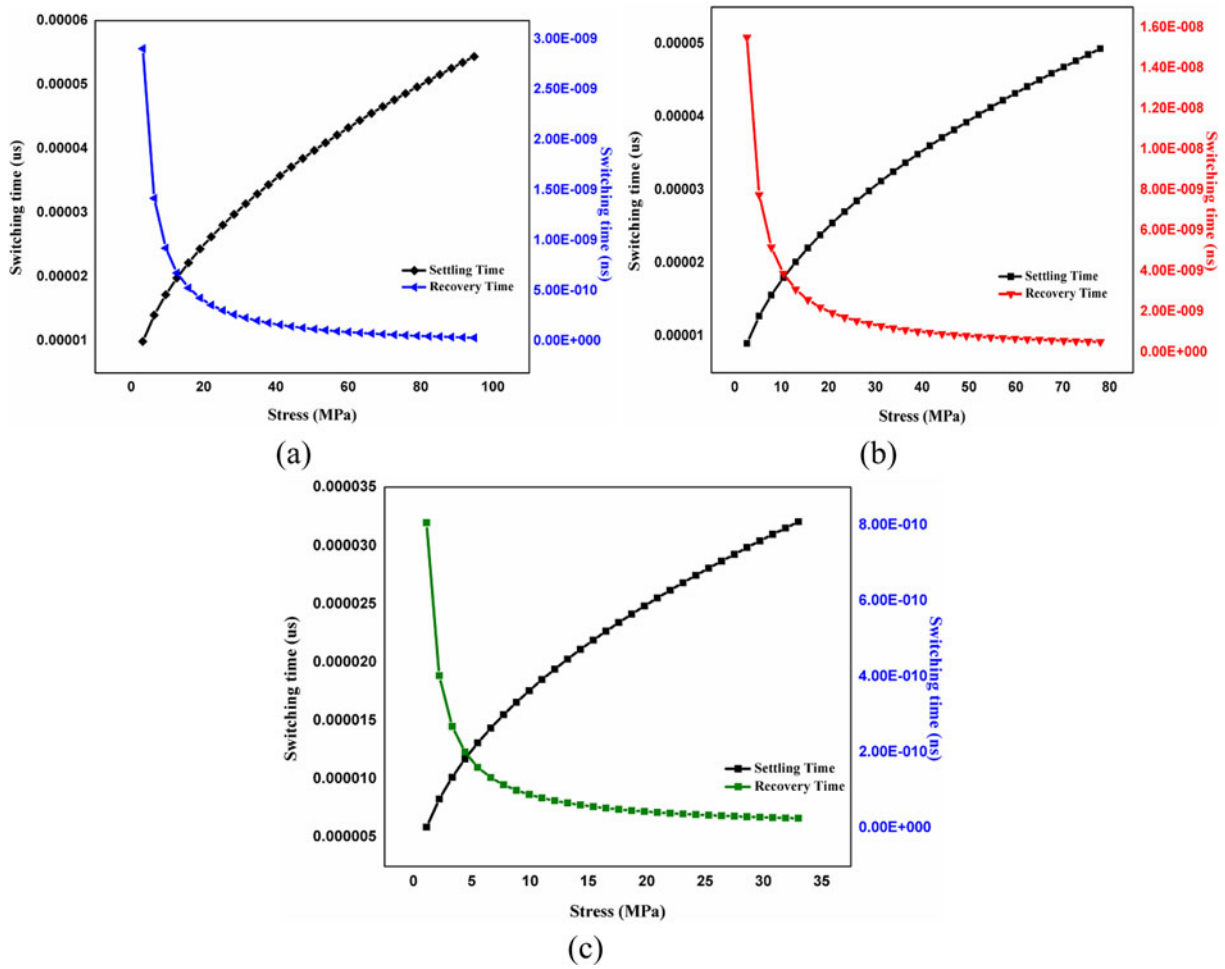 0.00006
0.00005
0.00004
0.00003
0.00002
0.00001
Switching time (us)
0
20
40
60
80
100
Stress (MPa)
3.00E-009
2.50E-009
2.00E-009
1.50E-009
1.00E-009
5.00E-010
0.00E+000
Switching time (ns)
Settling Time
Recovery Time
(a)
0.00005
0.00004
0.00003
0.00002
0.00001
Switching time (us)
0
10
20
30
40
50
60
70
80
Stress (MPa)
1.60E-008
1.40E-008
1.20E-008
1.00E-008
8.00E-009
6.00E-009
4.00E-009
2.00E-009
0.00E+000
Switching time (ns)
Settling Time
Recovery Time
(b)
0.000035
0.000030
0.000025
0.000020
0.000015
0.000010
0.000005
Switching time (us)
0
5
10
15
20
25
30
35
Stress (MPa)
8.00E-010
6.00E-010
4.00E-010
2.00E-010
0.00E+000
Switching time (ns)
Settling Time
Recovery Time
(c)